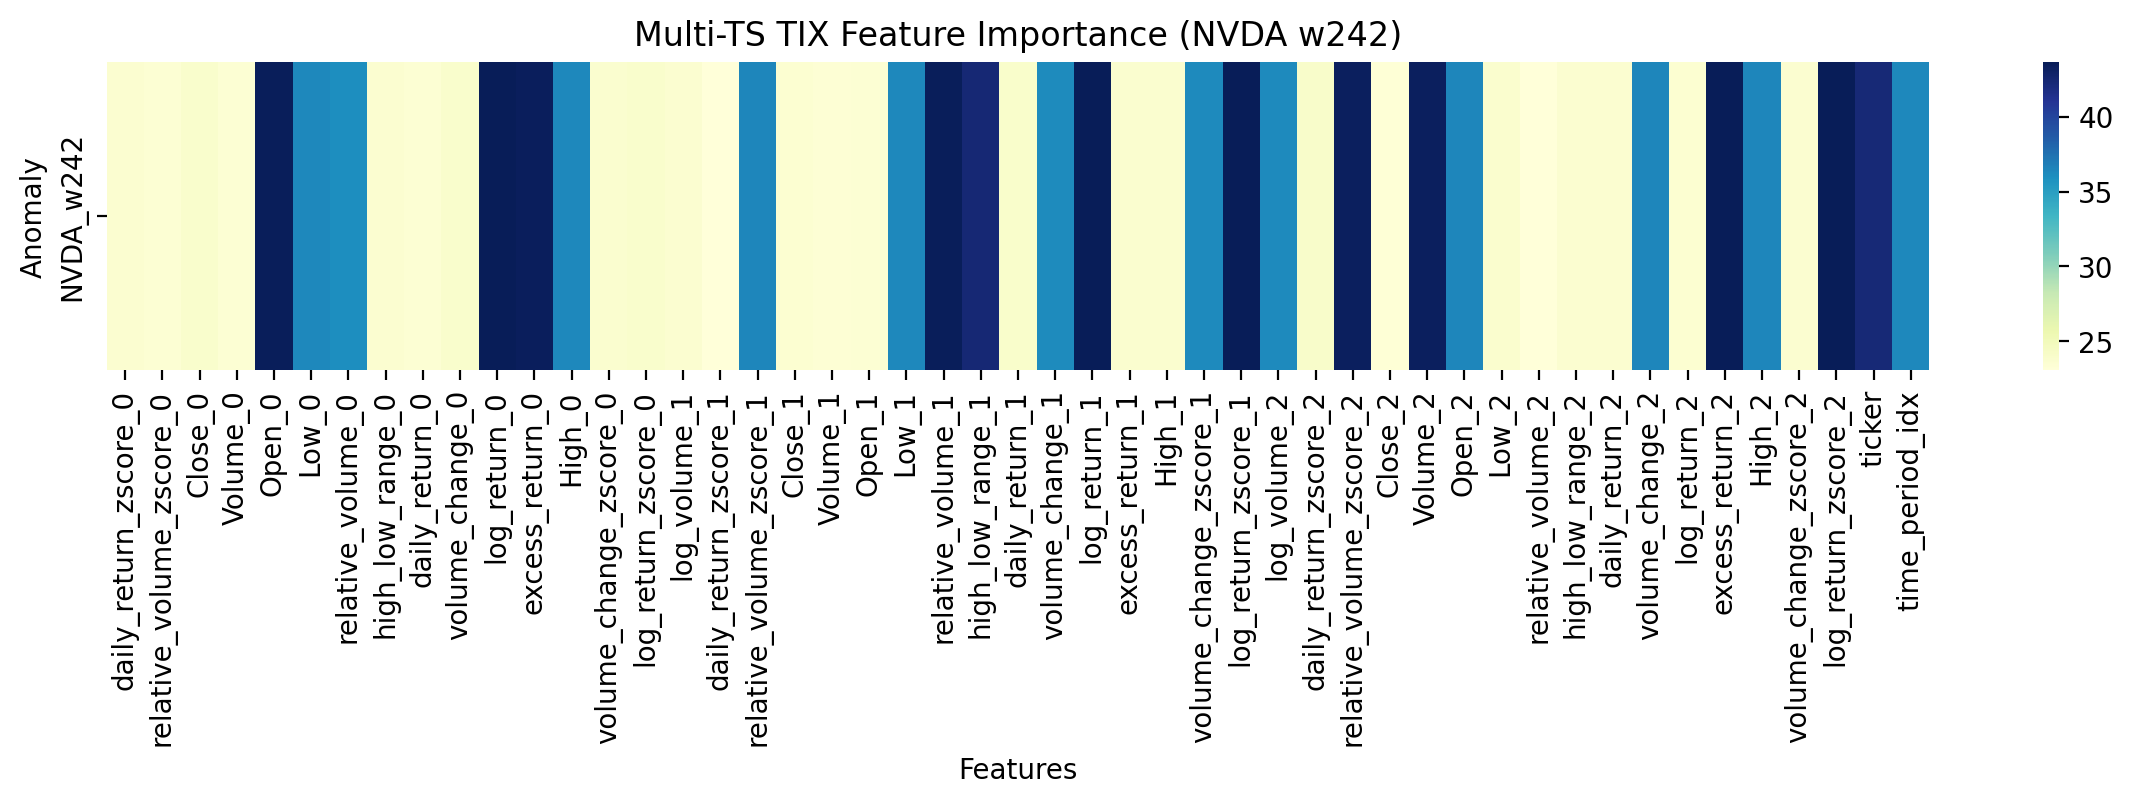 Multi-TS TIX Feature Importance (NVDA w242)
Anomaly
NVDA_w242
40
35
30
25
daily_return_zscore_0
relative_volume_zscore_0
Close_0
Volume_0
Open_0
Low_0
relative_volume_0
high_low_range_0
daily_return_0
volume_change_0
log_return_0
excess_return_0
High_0
volume_change_zscore_0
log_return_zscore_0
log_volume_1
daily_return_zscore_1
relative_volume_zscore_1
Close_1
Volume_1
Open_1
Low_1
relative_volume_1
high_low_range_1
daily_return_1
volume_change_1
log_return_1
excess_return_1
High_1
volume_change_zscore_1
log_return_zscore_1
log_volume_2
daily_return_zscore_2
relative_volume_zscore_2
Close_2
Volume_2
Open_2
Low_2
relative_volume_2
high_low_range_2
daily_return_2
volume_change_2
log_return_2
excess_return_2
High_2
volume_change_zscore_2
log_return_zscore_2
ticker
time_period_idx
Features